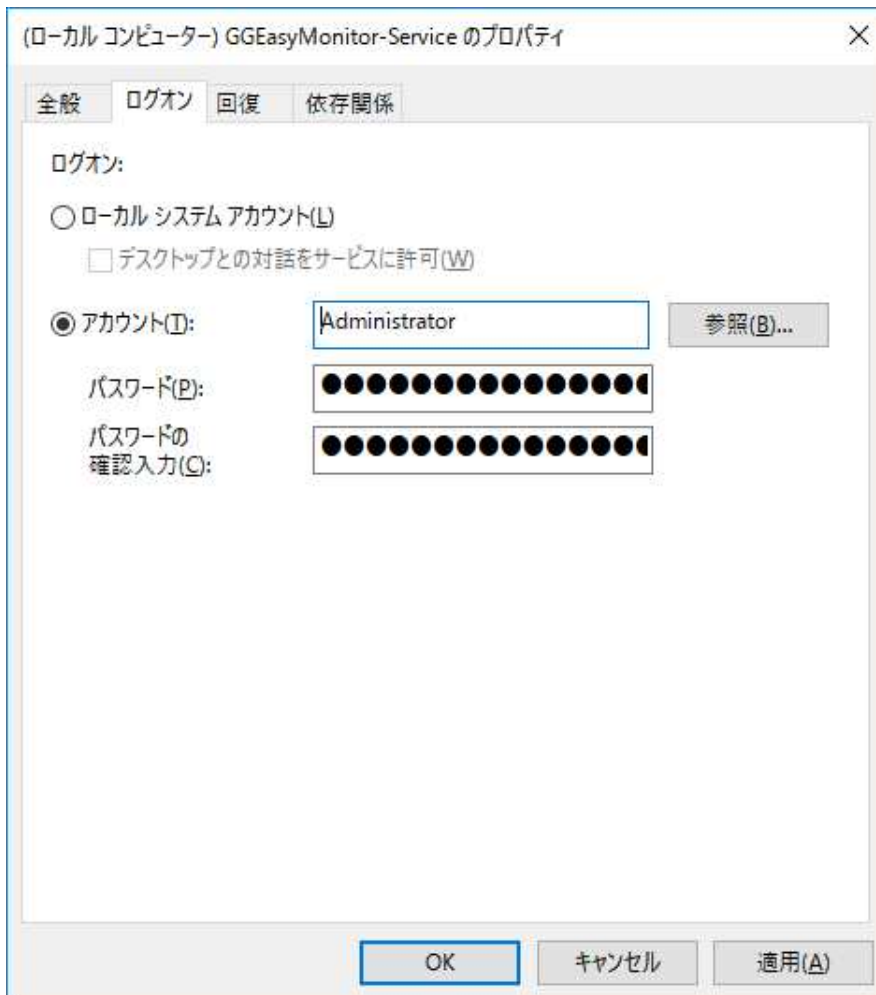 (ローカル コンピューター) GGEasyMonitor-Service のプロパティ
全般 ログオン 回復 依存関係
ログオン:
ローカル システム アカウント(L)
デスクトップとの対話をサービスに許可(W)
アカウント(T): Administrator 参照(B)...
パスワード(P): ●●●●●●●●●●●●●●●
パスワードの
確認入力(C): ●●●●●●●●●●●●●●●
OK キャンセル 適用(A)